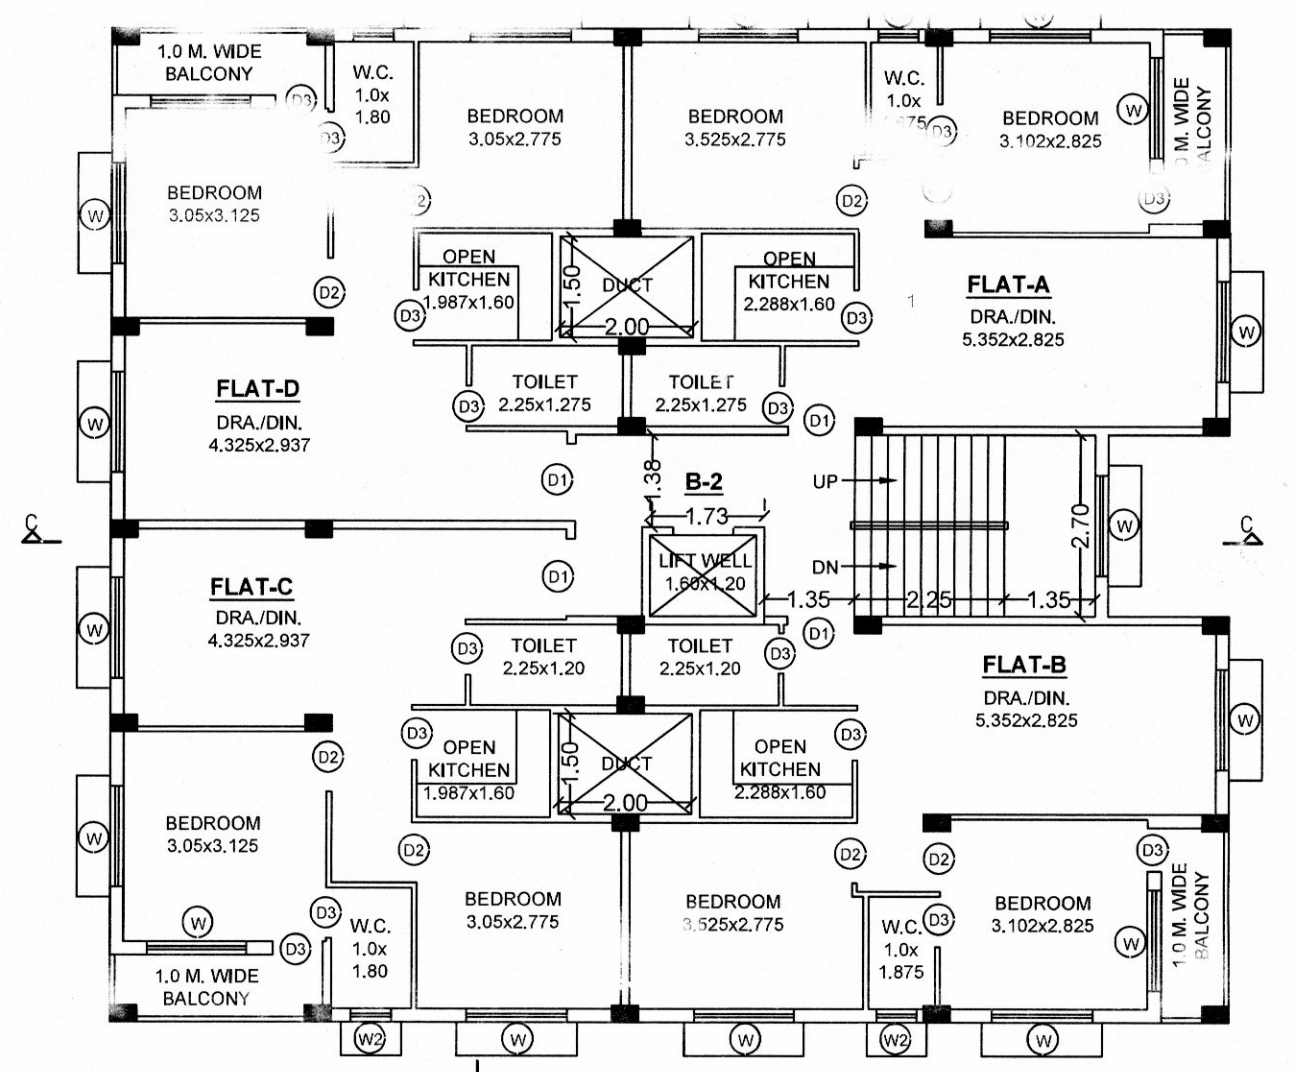 W
1.0 M. WIDE
BALCONY
W.C.
1.0x
1.80
BEDROOM
3.05x2.775
BEDROOM
3.525x2.775
W.C.
1.0x
BEDROOM
3.102x2.825
W
M. WIDE
D3
D3
D3
BEDROOM
3.05x3.125
W
D2
D3
OPEN
KITCHEN
1.987x1.60
1.50
DUCT
2.00
OPEN
KITCHEN
2.288x1.60
1
FLAT-A
DRA./DIN.
5.352x2.825
D2
D3
D3
W
FLAT-D
DRA./DIN.
4.325x2.937
W
TOILET
2.25x1.275
TOILET
2.25x1.275
D3
D3
D1
D1
1.38
B-2
1.73
UP
DN
2.70
W
C
C
LIFT WELL
1.60x1.20
1.35
2.25
1.35
FLAT-C
DRA./DIN.
4.325x2.937
W
D1
D1
TOILET
2.25x1.20
TOILET
2.25x1.20
D3
D3
FLAT-B
DRA./DIN.
5.352x2.825
W
D2
D3
OPEN
KITCHEN
1.987x1.60
1.50
DUCT
2.00
OPEN
KITCHEN
2.288x1.60
D3
BEDROOM
3.05x3.125
W
D2
D2
D2
D3
W
D3
D3
D3
1.0 M. WIDE
BALCONY
W.C.
1.0x
1.80
BEDROOM
3.05x2.775
BEDROOM
3.525x2.775
W.C.
1.0x
1.875
BEDROOM
3.102x2.825
W
1.0 M. WIDE
BALCONY
W2
W
W
W2
W